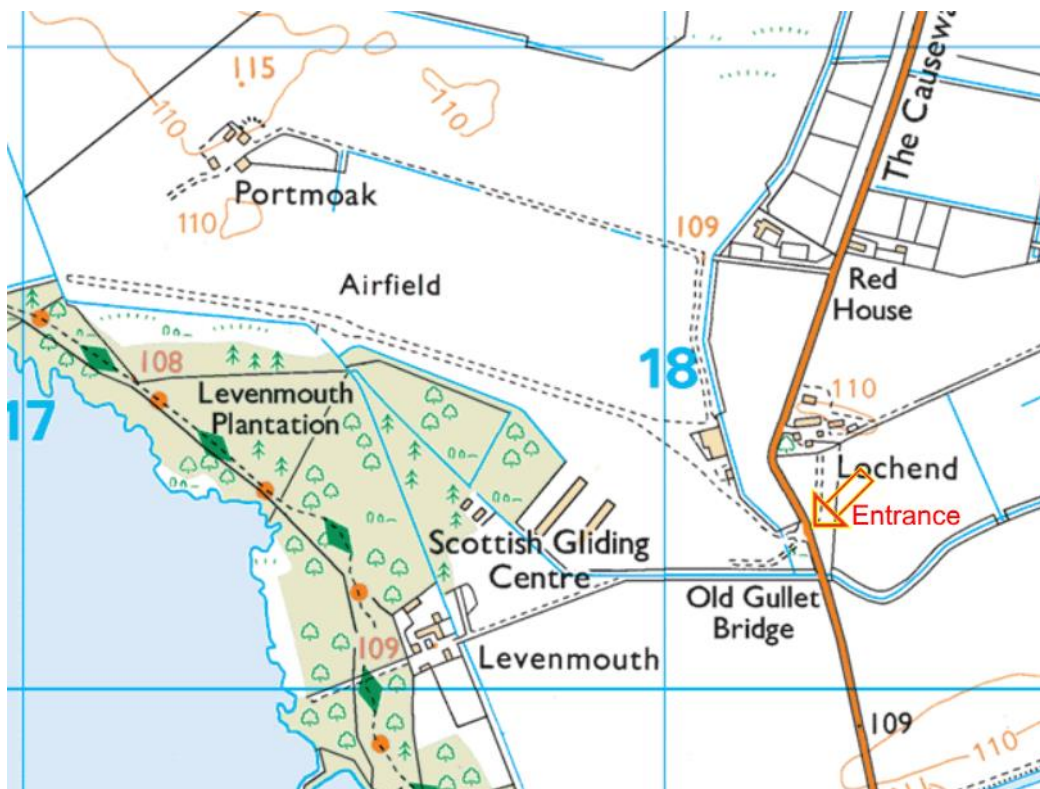 115
The Causewa
110
110
Portmoak
110
109
Airfield
Red
House
108
18
110
Levenmouth
Plantation
17
Lochend
Entrance
Scottish Gliding
Centre
Old Gullet
Bridge
109
Levenmouth
109
110